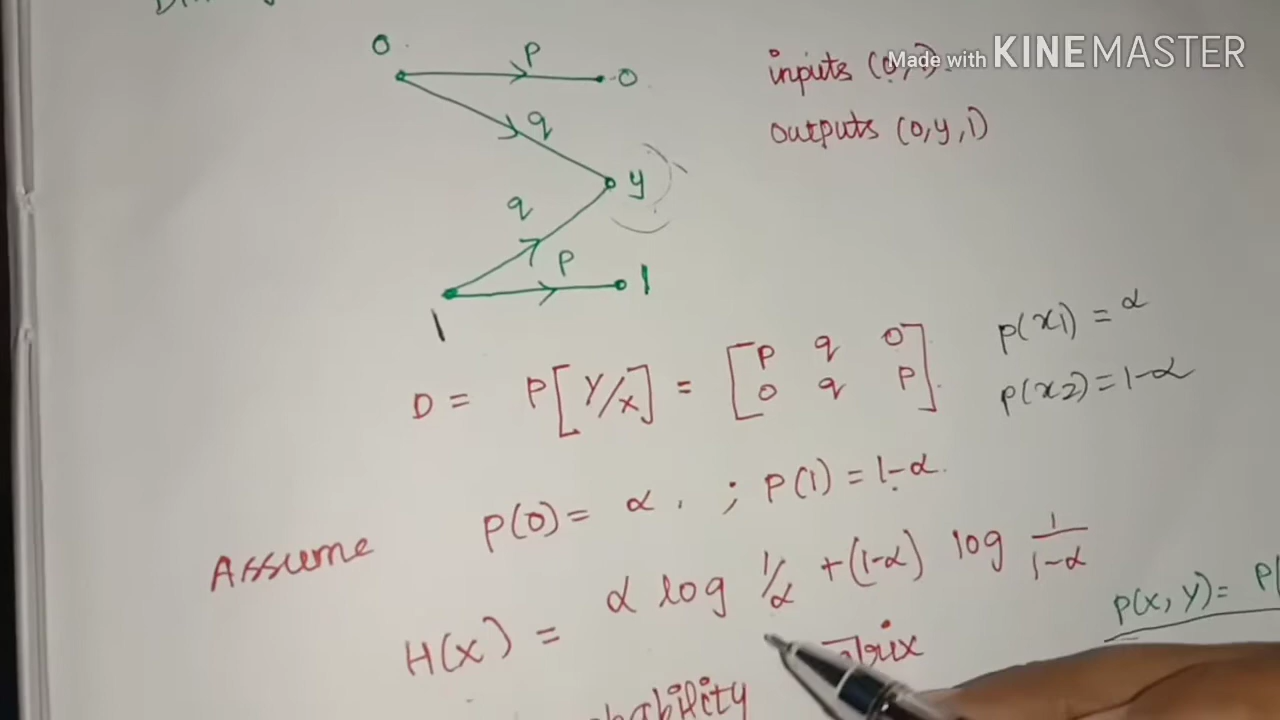 0
p
0
inputs (0,
Made with KINEMASTER
q
outputs (0,y,1)
y
q
p
1
1
D = P[Y/X] = [p q 0
0 q p]
p(x1) = α
p(x2) = 1-α
Assume P(0) = α , ; P(1) = 1-α
H(X) = α log 1/α + (1-α) log 1/1-α
p(x,y) = P(